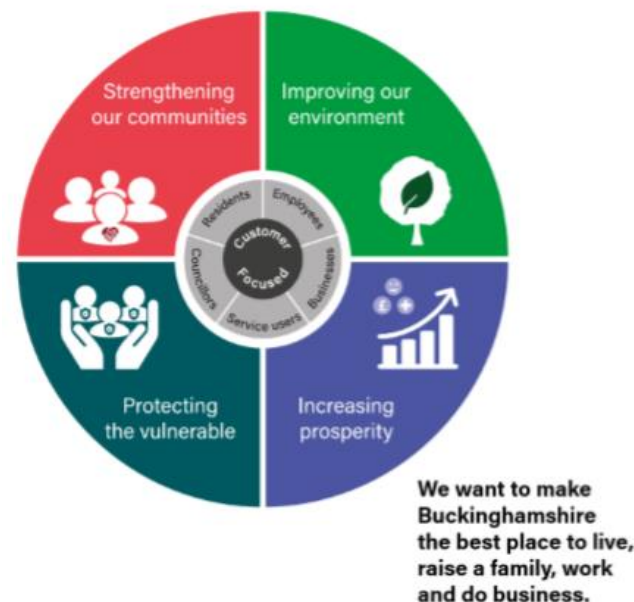 Strengthening
our communities
Improving our
environment
Residents
Employees
Councillors
Customer
Focused
Businesses
Service users
£
Protecting
the vulnerable
Increasing
prosperity
We want to make
Buckinghamshire
the best place to live,
raise a family, work
and do business.